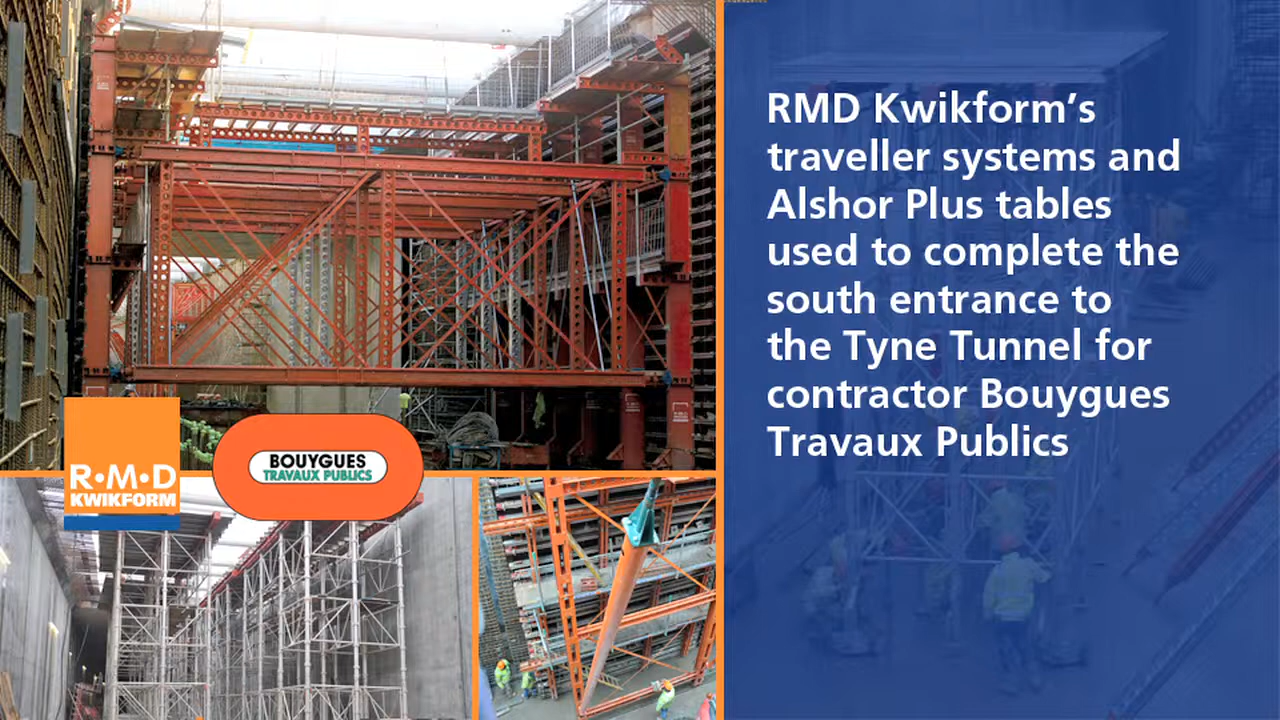 RMD Kwikform’s
traveller systems and
Alshor Plus tables
used to complete the
south entrance to
the Tyne Tunnel for
contractor Bouygues
Travaux Publics
R•M•D
KWIKFORM
BOUYGUES
TRAVAUX PUBLICS